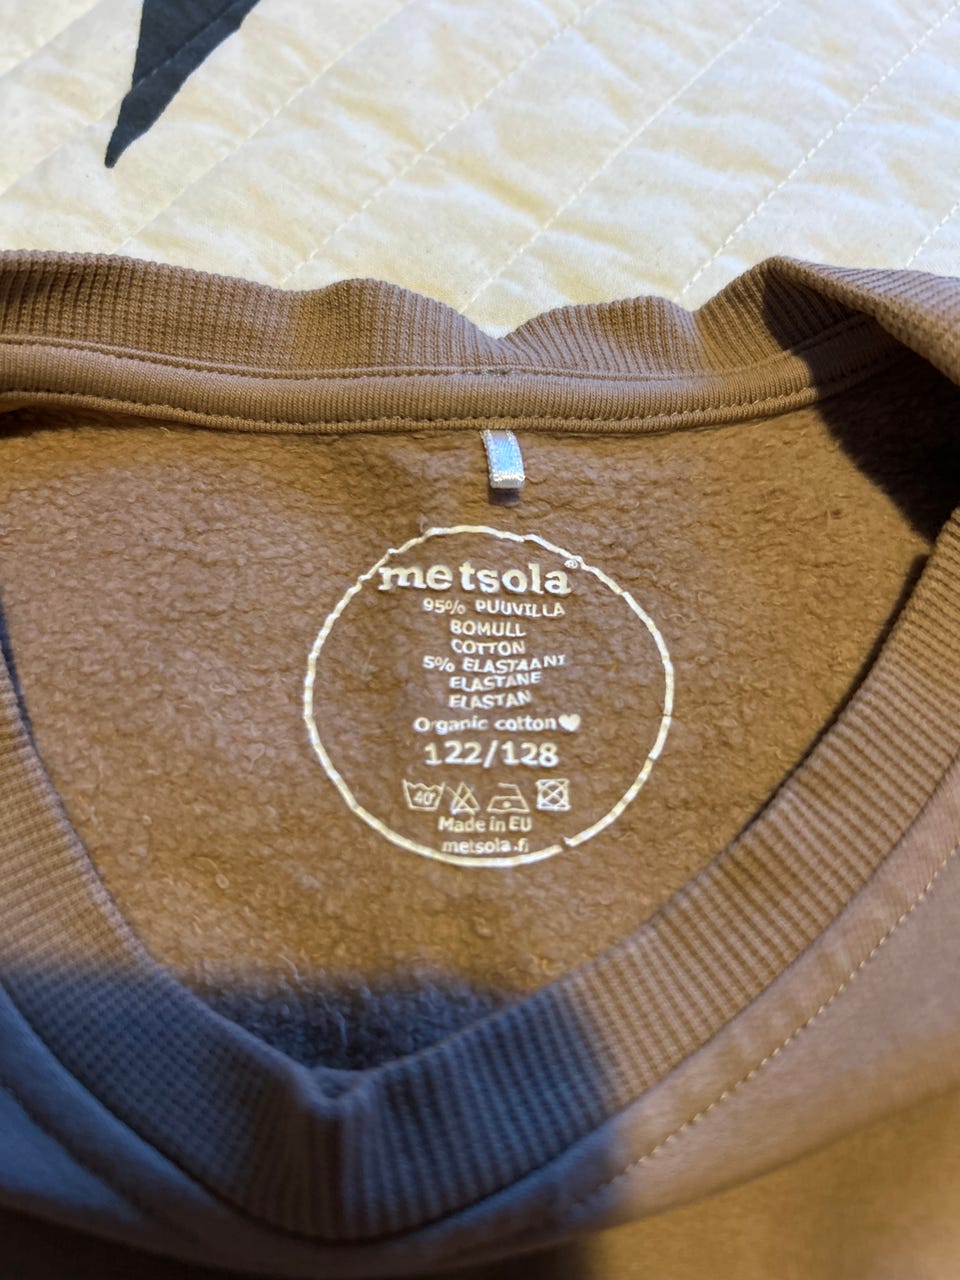 metsola®
95% PUUVILLA
BOMULL
COTTON
5% ELASTAANI
ELASTANE
ELASTAN
Organic cotton♥
122/128
40°
Made in EU
metsola.fi